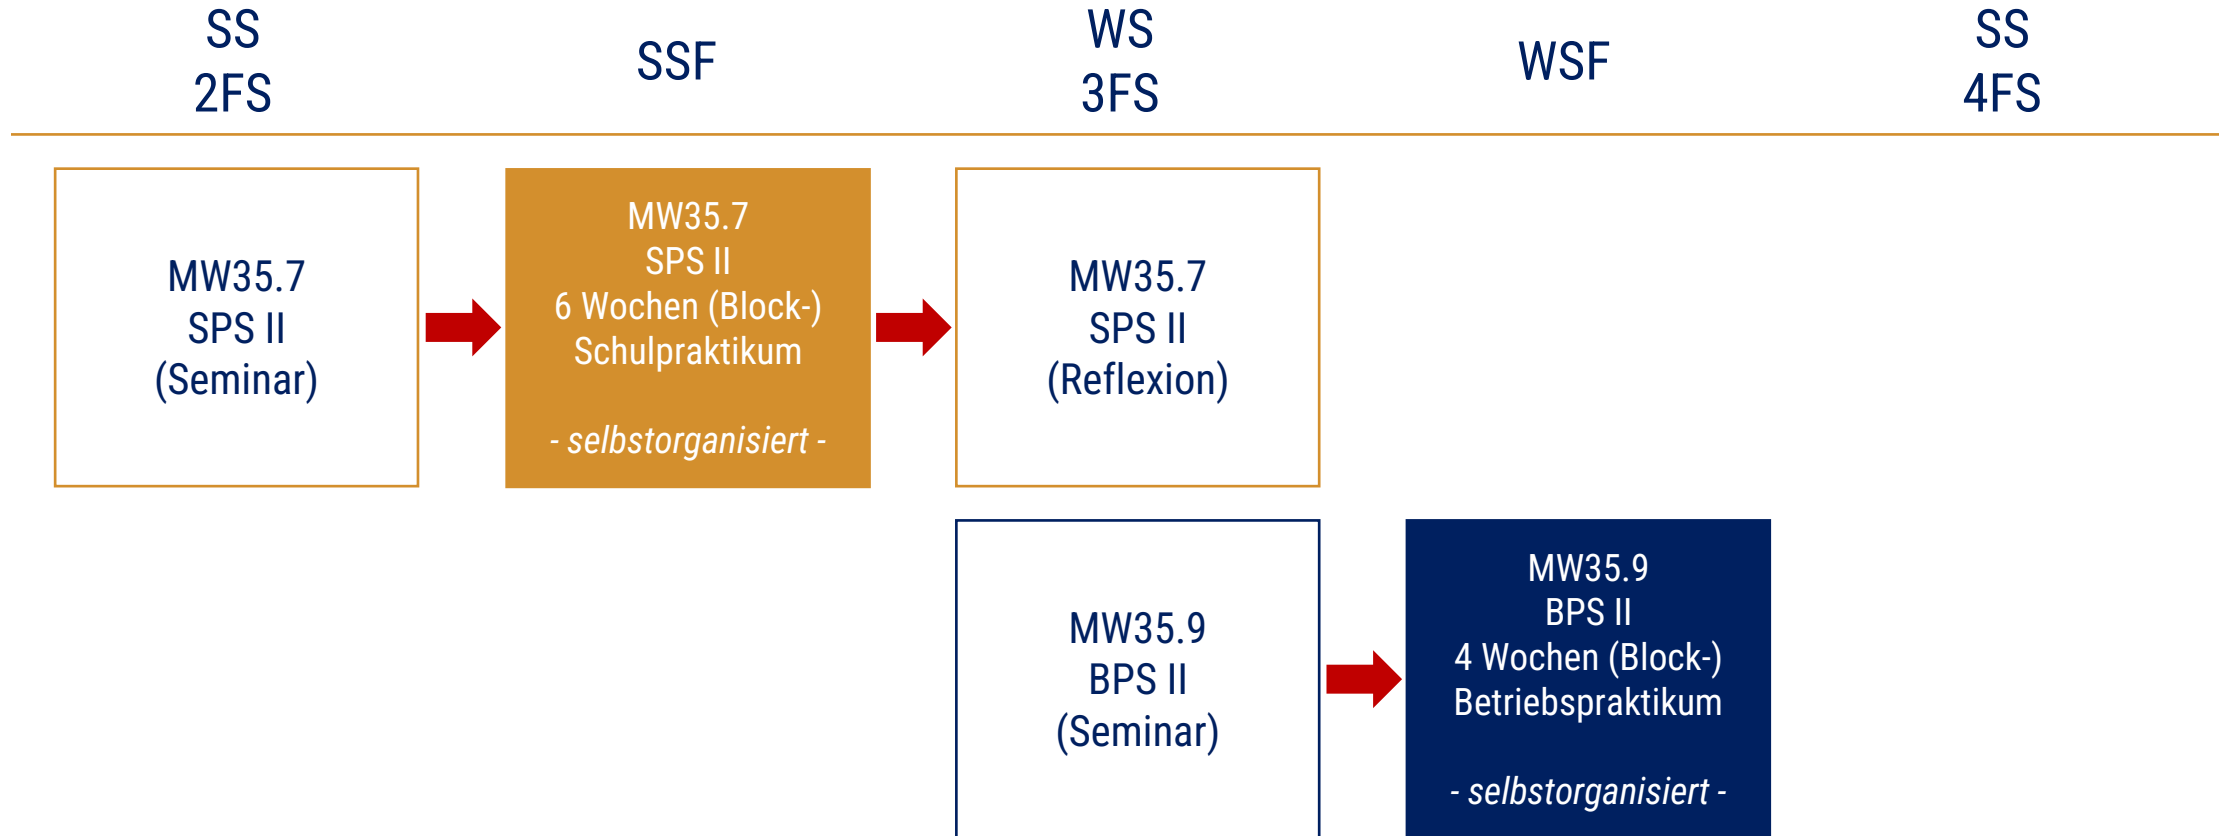 SS
2FS
SSF
WS
3FS
WSF
SS
4FS
MW35.7
SPS II
(Seminar)
MW35.7
SPS II
6 Wochen (Block-)
Schulpraktikum
- selbstorganisiert -
MW35.7
SPS II
(Reflexion)
MW35.9
BPS II
(Seminar)
MW35.9
BPS II
4 Wochen (Block-)
Betriebspraktikum
- selbstorganisiert -